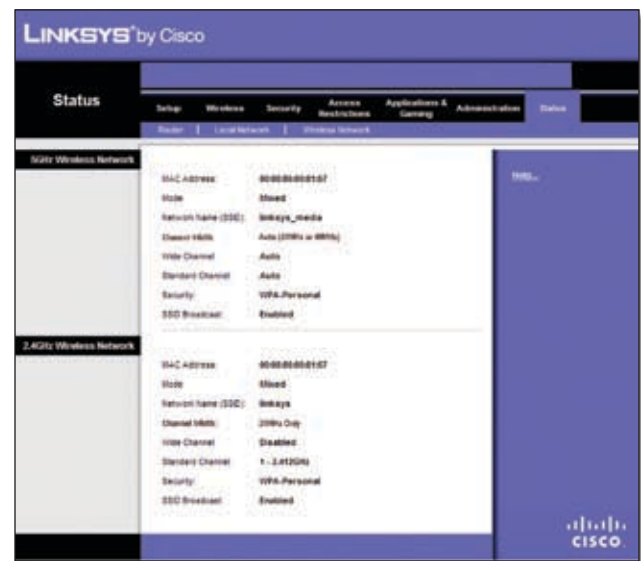 LINKSYS® by Cisco
Status
Setup Wireless Security Access Restrictions Applications & Gaming Administration Status
Router | Local Network | Wireless Network
5GHz Wireless Network
Help...
MAC Address:
Mode Mixed
Network Name (SSID): linksys_media
Channel Width: Auto (20MHz or 40MHz)
Wide Channel Auto
Standard Channel Auto
Security: WPA-Personal
SSID Broadcast: Enabled
2.4GHz Wireless Network
MAC Address:
Mode Mixed
Network Name (SSID): linksys
Channel Width: 20MHz Only
Wide Channel Disabled
Standard Channel 1 - 2.412GHz
Security: WPA-Personal
SSID Broadcast: Enabled
CISCO